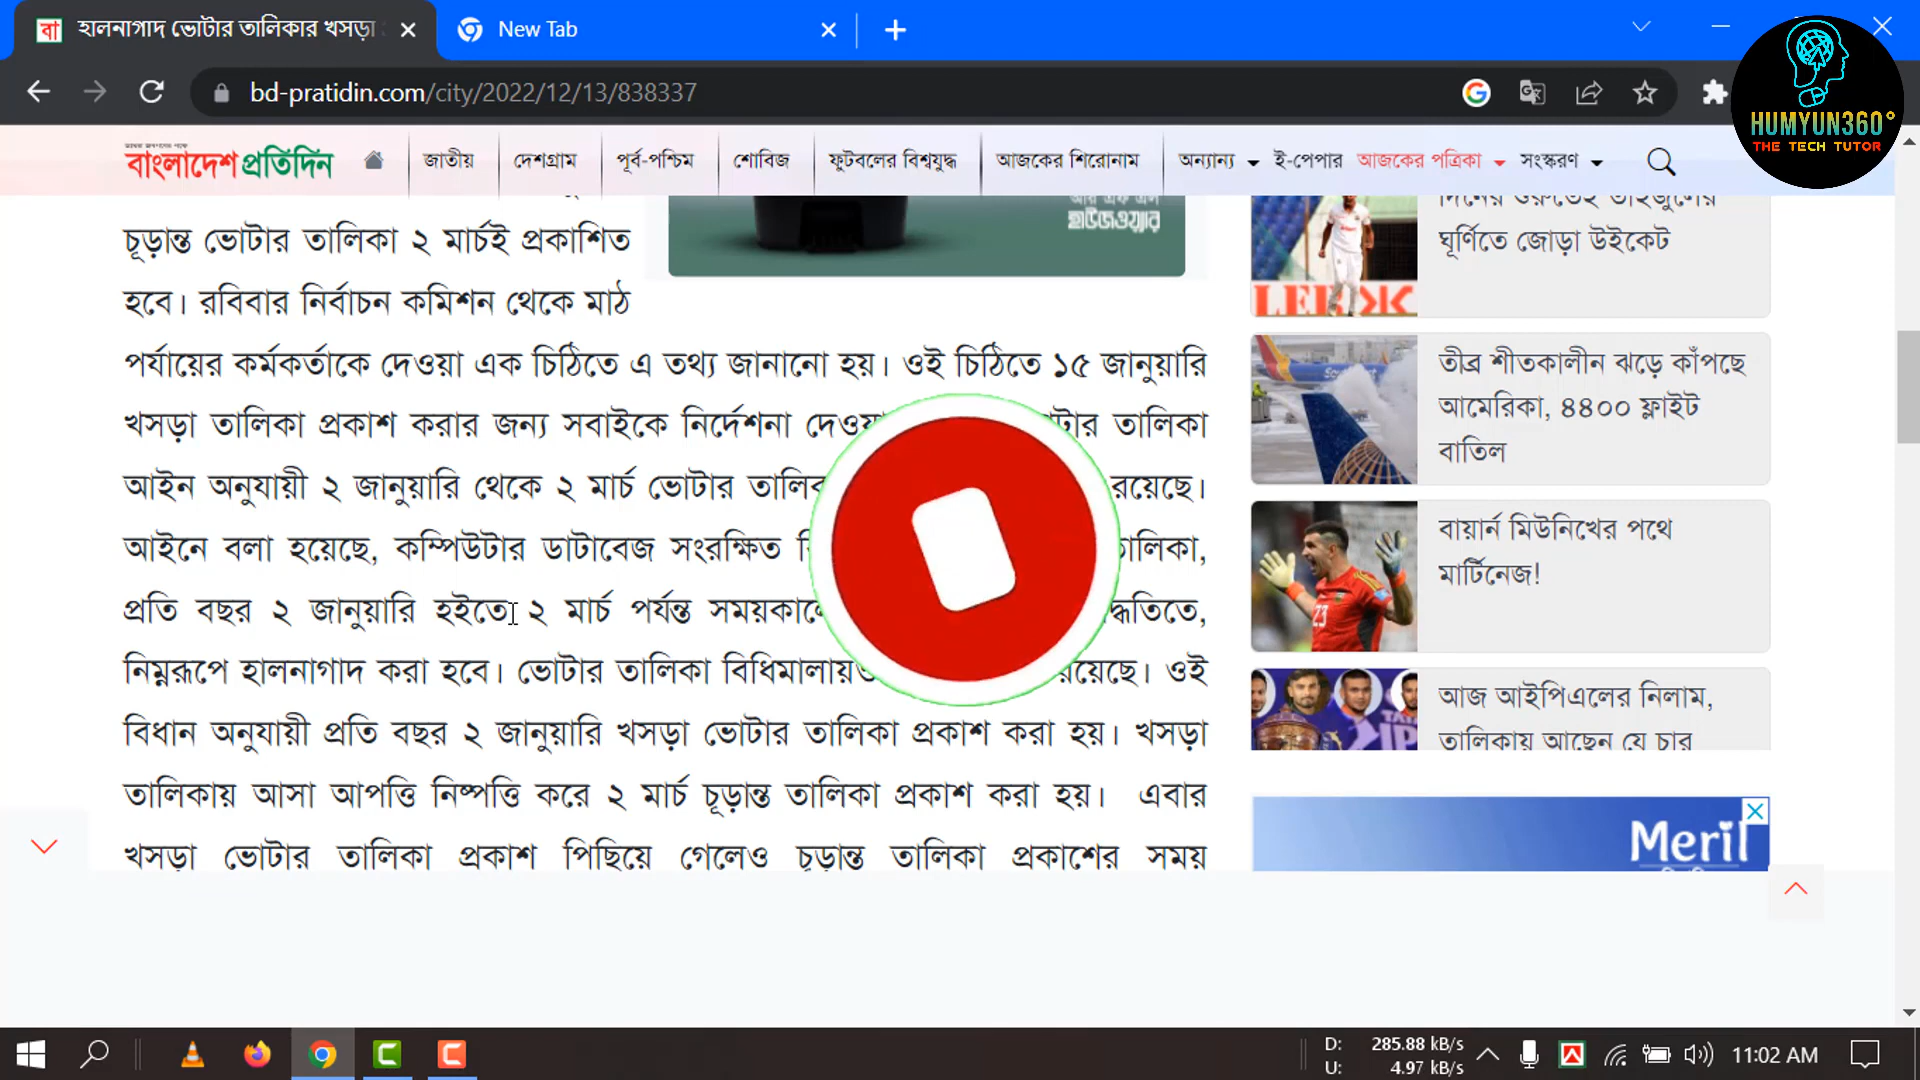 বা হালনাগাদ ভোটার তালিকার খসড়া
New Tab
HUMYUN360°
THE TECH TUTOR
bd-pratidin.com/city/2022/12/13/838337
বাংলাদেশ প্রতিদিন
জাতীয় দেশগ্রাম পূর্ব-পশ্চিম শোবিজ ফুটবলের বিশ্বযুদ্ধ আজকের শিরোনাম অন্যান্য ই-পেপার আজকের পত্রিকা সংস্করণ
হাউজওয়্যার
চূড়ান্ত ভোটার তালিকা ২ মার্চই প্রকাশিত
হবে। রবিবার নির্বাচন কমিশন থেকে মাঠ
পর্যায়ের কর্মকর্তাকে দেওয়া এক চিঠিতে এ তথ্য জানানো হয়। ওই চিঠিতে ১৫ জানুয়ারি
খসড়া তালিকা প্রকাশ করার জন্য সবাইকে নির্দেশনা তালিকা
আইন অনুযায়ী ২ জানুয়ারি থেকে ২ মার্চ ভোটার রয়েছে।
আইনে বলা হয়েছে, কম্পিউটার ডাটাবেজ সংরক্ষিত
প্রতি বছর ২ জানুয়ারি হইতে ২ মার্চ পর্যন্ত
নিম্নরূপে হালনাগাদ করা হবে। ভোটার তালিকা ওই
বিধান অনুযায়ী প্রতি বছর ২ জানুয়ারি খসড়া ভোটার তালিকা প্রকাশ করা হয়। খসড়া
তালিকায় আসা আপত্তি নিষ্পত্তি করে ২ মার্চ চূড়ান্ত তালিকা প্রকাশ করা হয়। এবার
খসড়া ভোটার তালিকা প্রকাশ পিছিয়ে গেলেও চূড়ান্ত তালিকা প্রকাশের সময়
দিনের শুরুতেই তাইজুলের
ঘূর্ণিতে জোড়া উইকেট
তীব্র শীতকালীন ঝড়ে কাঁপছে
আমেরিকা, ৪৪০০ ফ্লাইট
বাতিল
বায়ার্ন মিউনিখের পথে
মার্টিনেজ!
23
আজ আইপিএলের নিলাম,
তালিকায় আছেন যে চার
Meril
D: 285.88 kB/s
U: 4.97 kB/s
11:02 AM